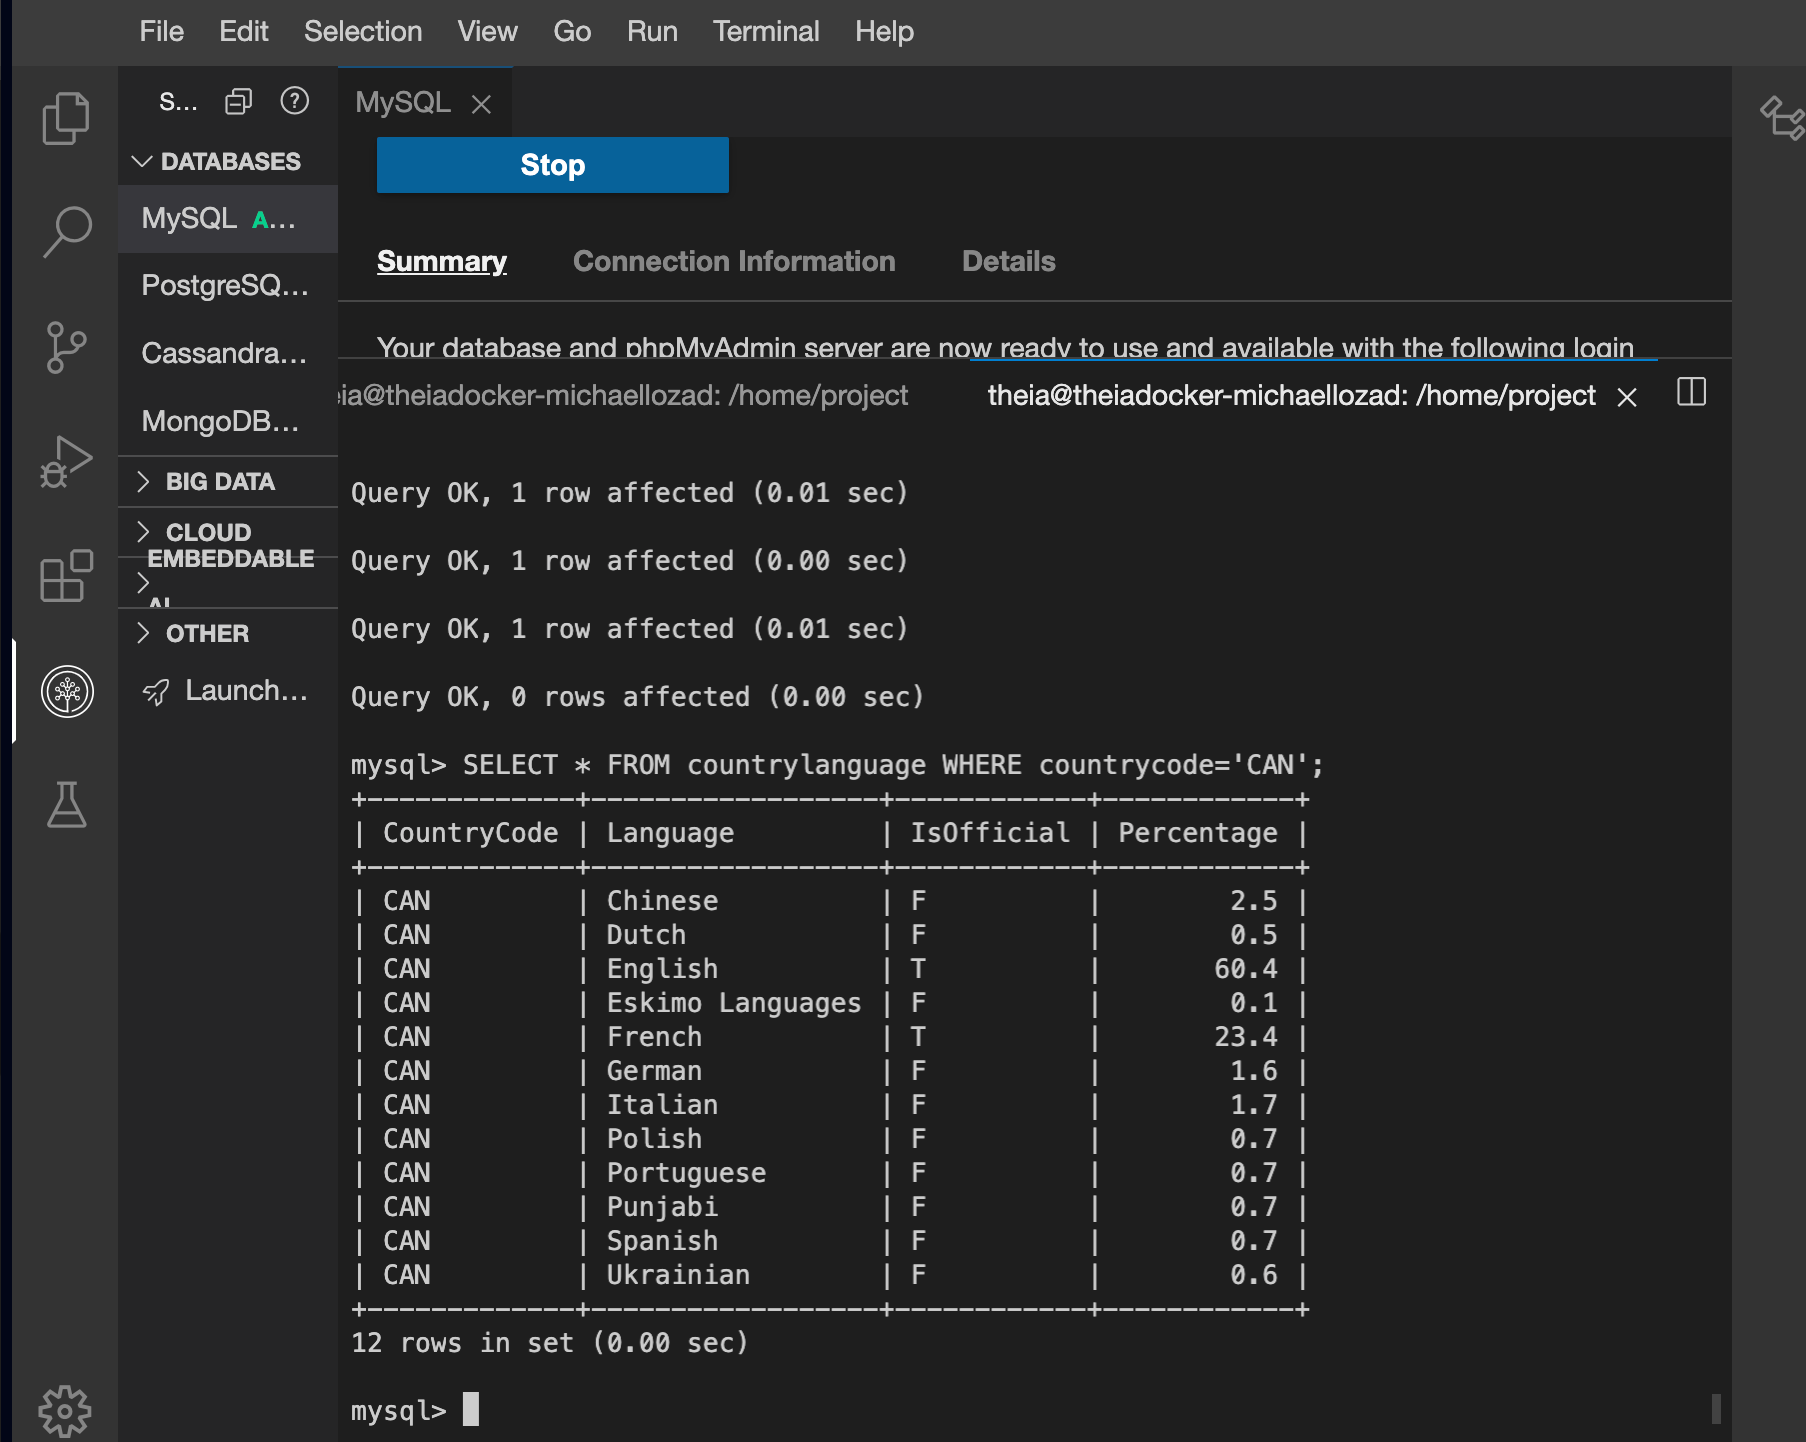 File Edit Selection View Go Run Terminal Help
S...
DATABASES
MySQL A...
PostgreSQ...
Cassandra...
MongoDB...
BIG DATA
CLOUD
EMBEDDABLE
AI
OTHER
Launch...
MySQL
Stop
Summary Connection Information Details
Your database and phpMyAdmin server are now ready to use and available with the following login
ia@theiadocker-michaellozad: /home/project theia@theiadocker-michaellozad: /home/project
Query OK, 1 row affected (0.01 sec)
Query OK, 1 row affected (0.00 sec)
Query OK, 1 row affected (0.01 sec)
Query OK, 0 rows affected (0.00 sec)
mysql> SELECT * FROM countrylanguage WHERE countrycode='CAN';
+-------------+------------------+------------+------------+
| CountryCode | Language | IsOfficial | Percentage |
+-------------+------------------+------------+------------+
| CAN | Chinese | F | 2.5 |
| CAN | Dutch | F | 0.5 |
| CAN | English | T | 60.4 |
| CAN | Eskimo Languages | F | 0.1 |
| CAN | French | T | 23.4 |
| CAN | German | F | 1.6 |
| CAN | Italian | F | 1.7 |
| CAN | Polish | F | 0.7 |
| CAN | Portuguese | F | 0.7 |
| CAN | Punjabi | F | 0.7 |
| CAN | Spanish | F | 0.7 |
| CAN | Ukrainian | F | 0.6 |
+-------------+------------------+------------+------------+
12 rows in set (0.00 sec)
mysql>